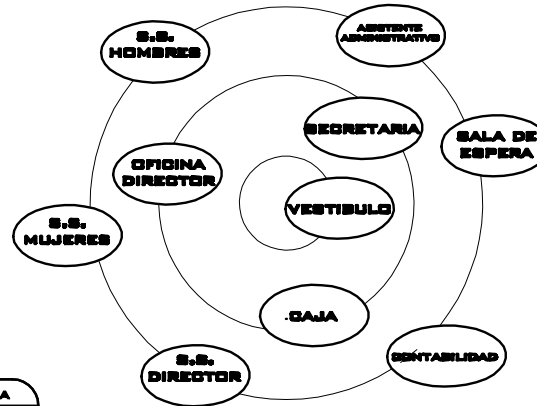 S.S.
HOMBRES
ASISTENTE
ADMINISTRATIVO
SECRETARIA
SALA DE
ESPERA
OFICINA
DIRECTOR
VESTIBULO
S.S.
MUJERES
CAJA
CONTABILIDAD
S.S.
DIRECTOR
A